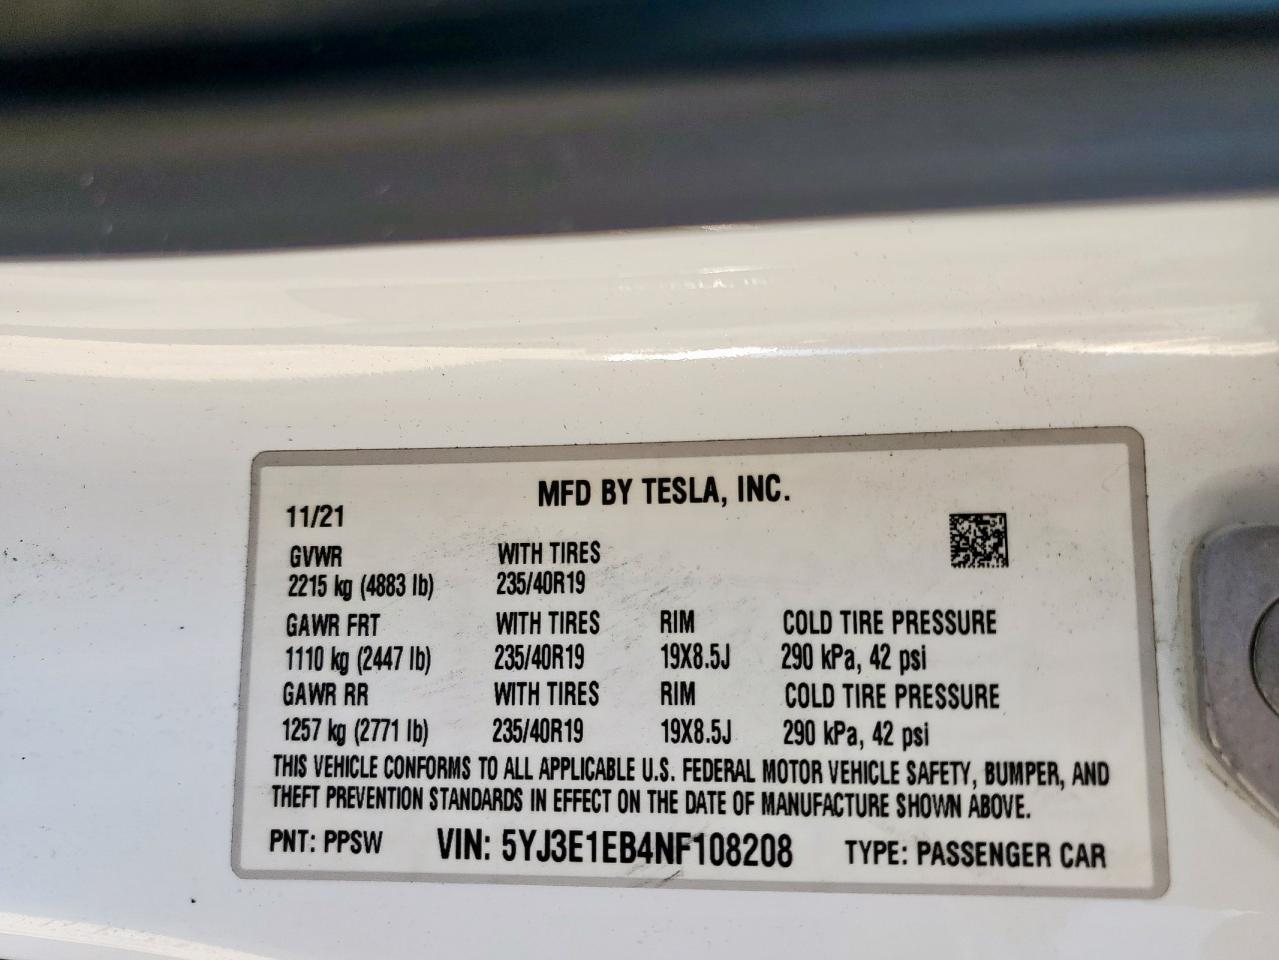 MFD BY TESLA, INC.
11/21
GVWR WITH TIRES
2215 kg (4883 lb) 235/40R19
GAWR FRT WITH TIRES RIM COLD TIRE PRESSURE
1110 kg (2447 lb) 235/40R19 19X8.5J 290 kPa, 42 psi
GAWR RR WITH TIRES RIM COLD TIRE PRESSURE
1257 kg (2771 lb) 235/40R19 19X8.5J 290 kPa, 42 psi
THIS VEHICLE CONFORMS TO ALL APPLICABLE U.S. FEDERAL MOTOR VEHICLE SAFETY, BUMPER, AND
THEFT PREVENTION STANDARDS IN EFFECT ON THE DATE OF MANUFACTURE SHOWN ABOVE.
PNT: PPSW VIN: 5YJ3E1EB4NF108208 TYPE: PASSENGER CAR